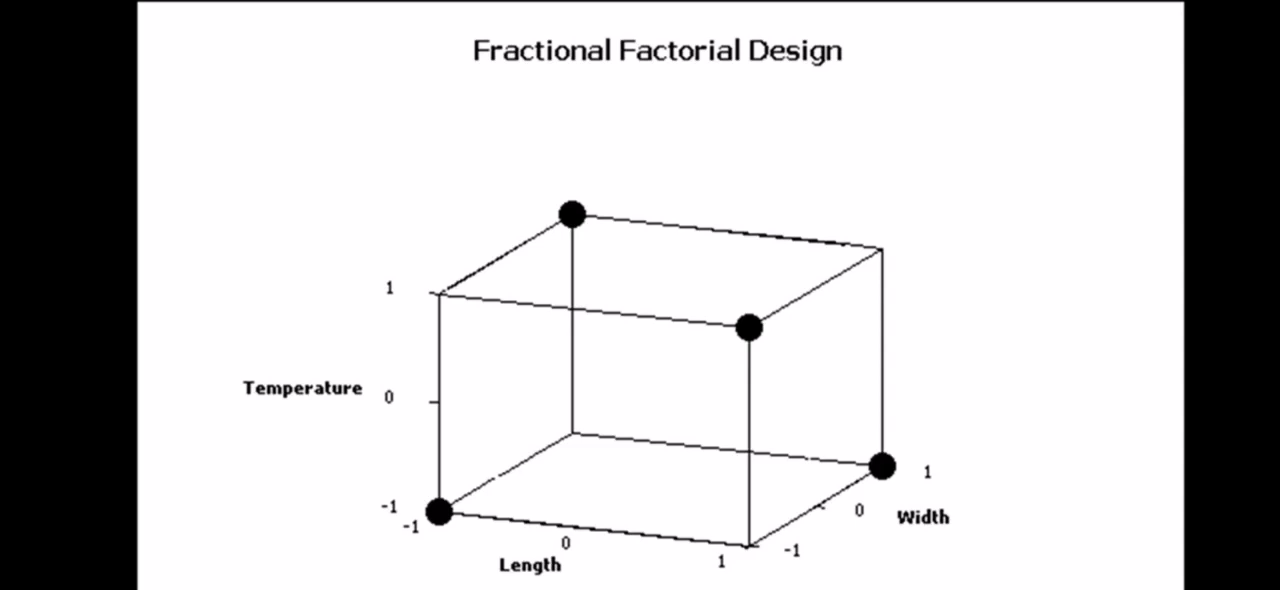 Fractional Factorial Design
1
Temperature
0
-1
-1
0
Length
1
-1
0
Width
1